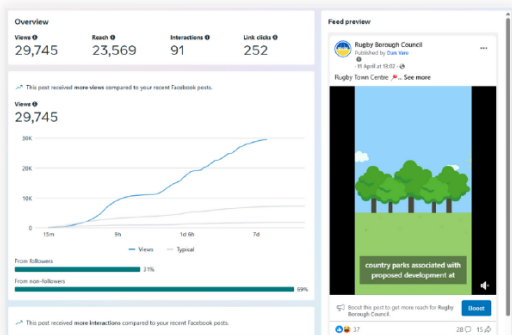 Overview
Views
29,745
Reach
23,569
Interactions
91
Link clicks
252
This post received more views compared to your recent Facebook posts.
Views
29,745
30K
20K
10K
0
15m 9h 1d 6h 7d
Views Typical
From followers
31%
From non-followers
69%
This post received more interactions compared to your recent Facebook posts.
Feed preview
Rugby Borough Council
Published by
· 11 April at
Rugby Town Centre ... See more
country parks associated with
proposed development at
Boost this post to get more reach for Rugby
Borough Council.
Boost
37
28
15